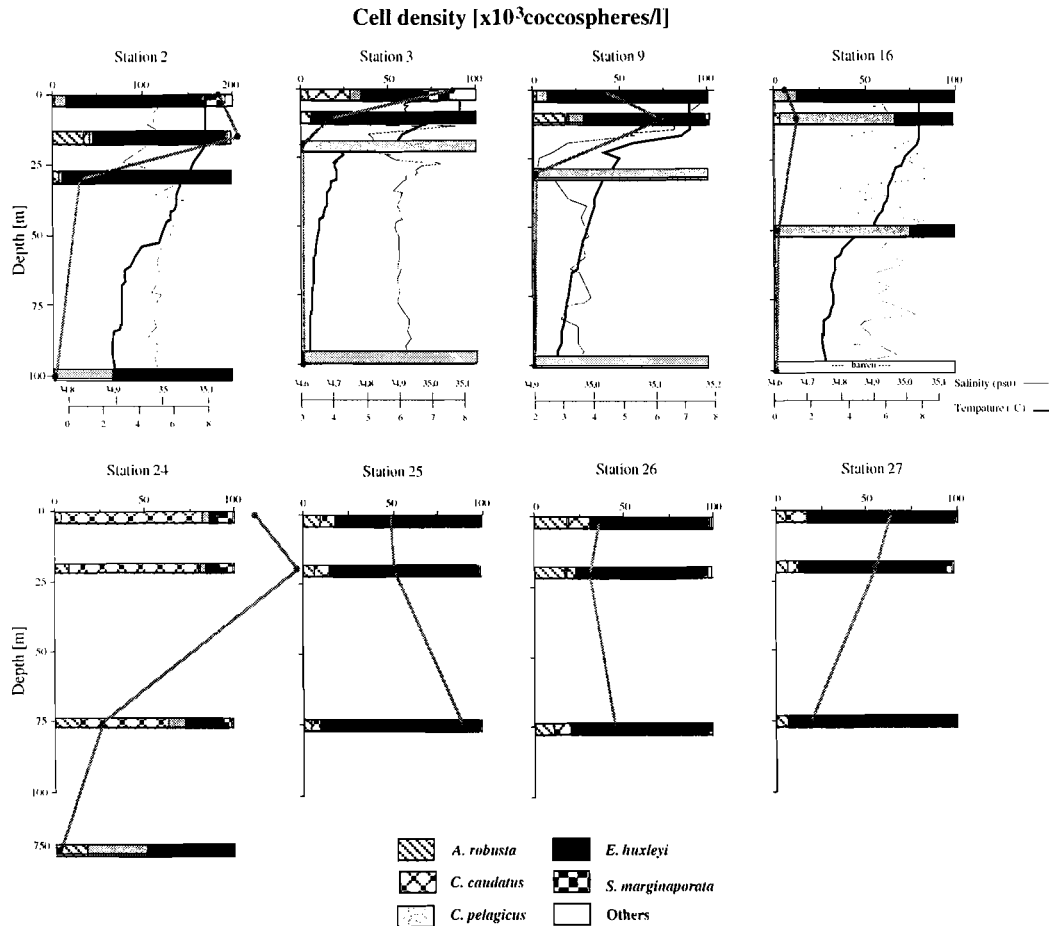 Cell density [x10³coccospheres/l]
Station 2
Station 3
Station 9
Station 16
0 100 200
0 50 100
0 50 100
0 50 100
Depth [m]
0
25
50
75
100
barren
34,8 34,9 35 35,1
34,6 34,7 34,8 34,9 35,0 35,1
34,9 35,0 35,1 35,2
34,6 34,7 34,8 34,9 35,0 35,1
Salinity (psu)
0 2 4 6 8
3 4 5 6 7 8
2 3 4 5 6 7 8
0 2 4 6 8
Tempature (°C)
Station 24
Station 25
Station 26
Station 27
0 50 100
0 50 100
0 50 100
0 50 100
Depth [m]
0
25
50
75
100
750
A. robusta
E. huxleyi
C. caudatus
S. marginaporata
C. pelagicus
Others